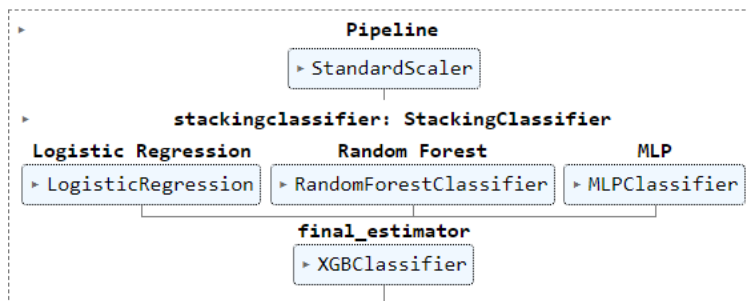 Pipeline
StandardScaler
stackingclassifier: StackingClassifier
Logistic Regression Random Forest MLP
LogisticRegression RandomForestClassifier MLPClassifier
final_estimator
XGBClassifier